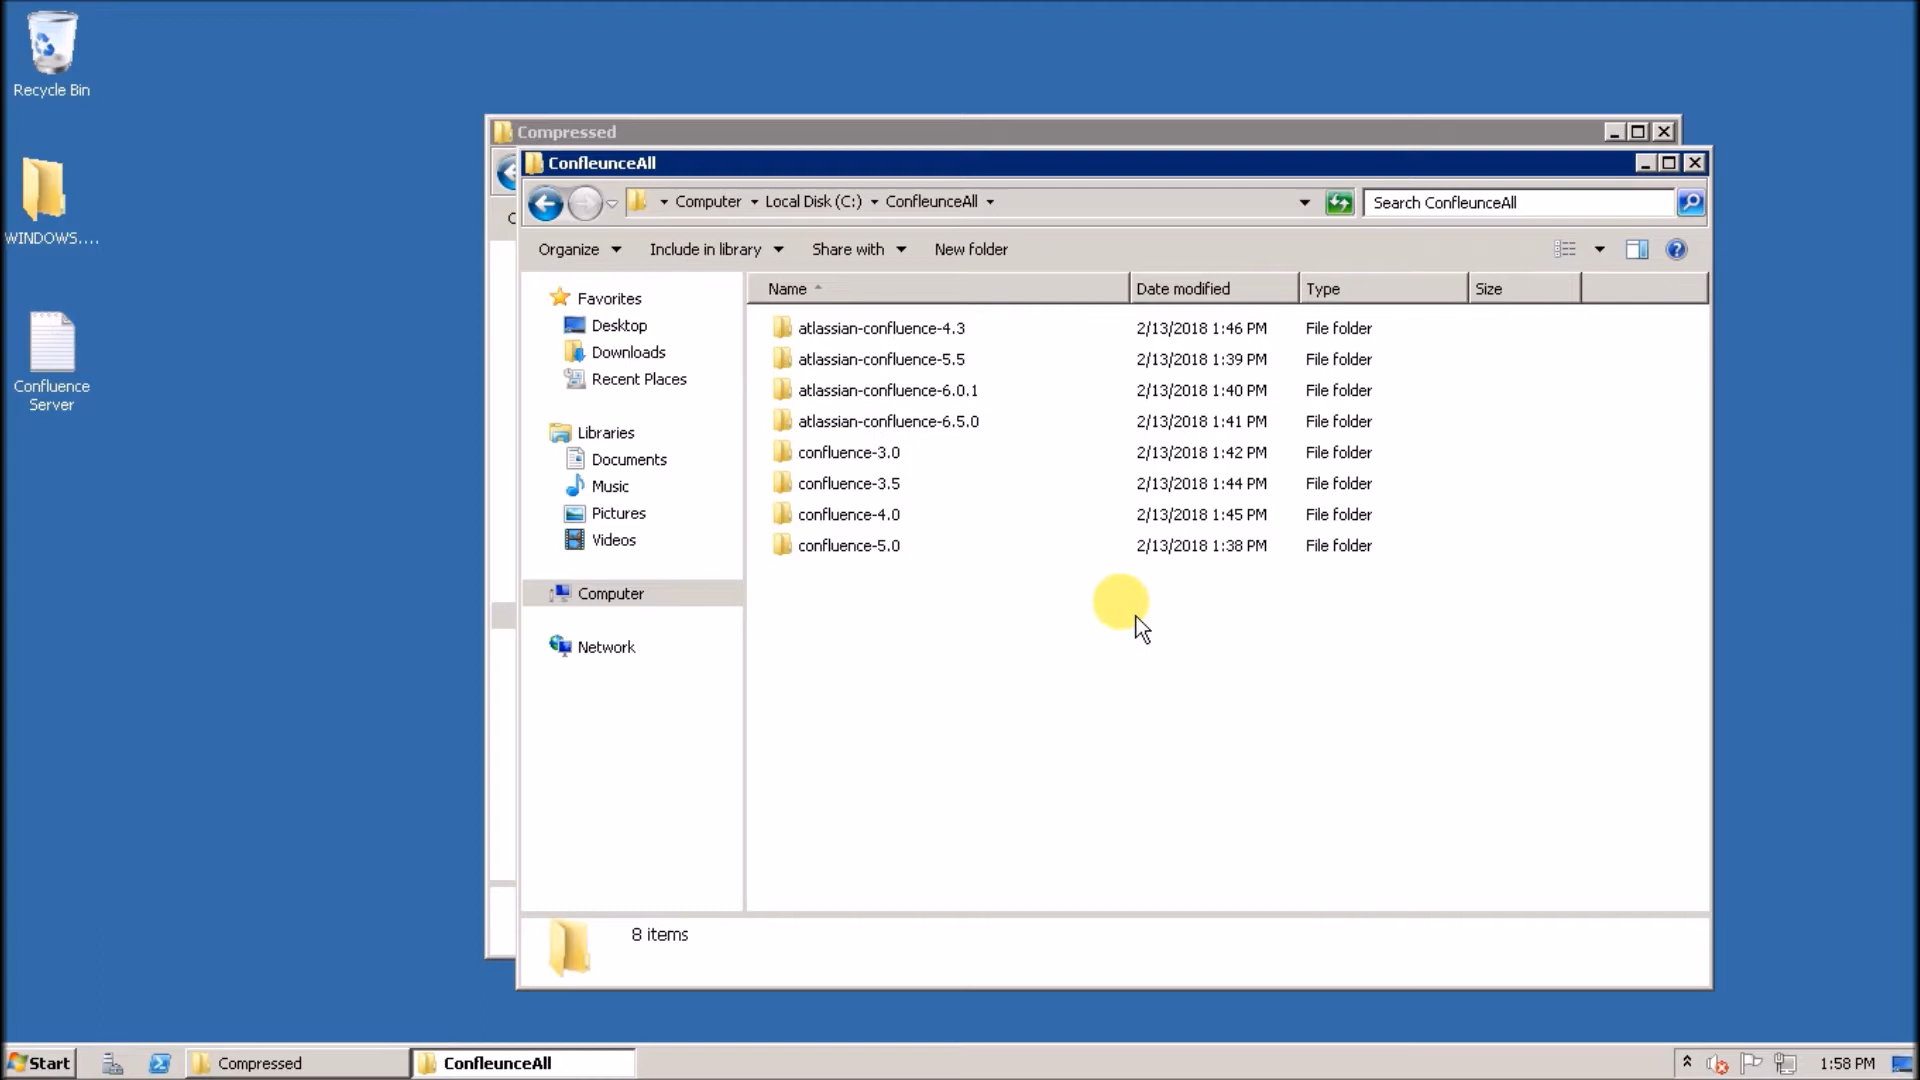 Recycle Bin
WINDOWS....
Confluence
Server
Compressed
ConfleunceAll
Computer
Local Disk (C:)
ConfleunceAll
Search ConfleunceAll
Organize
Include in library
Share with
New folder
Favorites
Desktop
Downloads
Recent Places
Libraries
Documents
Music
Pictures
Videos
Computer
Network
Name Date modified Type Size
atlassian-confluence-4.3 2/13/2018 1:46 PM File folder
atlassian-confluence-5.5 2/13/2018 1:39 PM File folder
atlassian-confluence-6.0.1 2/13/2018 1:40 PM File folder
atlassian-confluence-6.5.0 2/13/2018 1:41 PM File folder
confluence-3.0 2/13/2018 1:42 PM File folder
confluence-3.5 2/13/2018 1:44 PM File folder
confluence-4.0 2/13/2018 1:45 PM File folder
confluence-5.0 2/13/2018 1:38 PM File folder
8 items
Start
Compressed
ConfleunceAll
1:58 PM